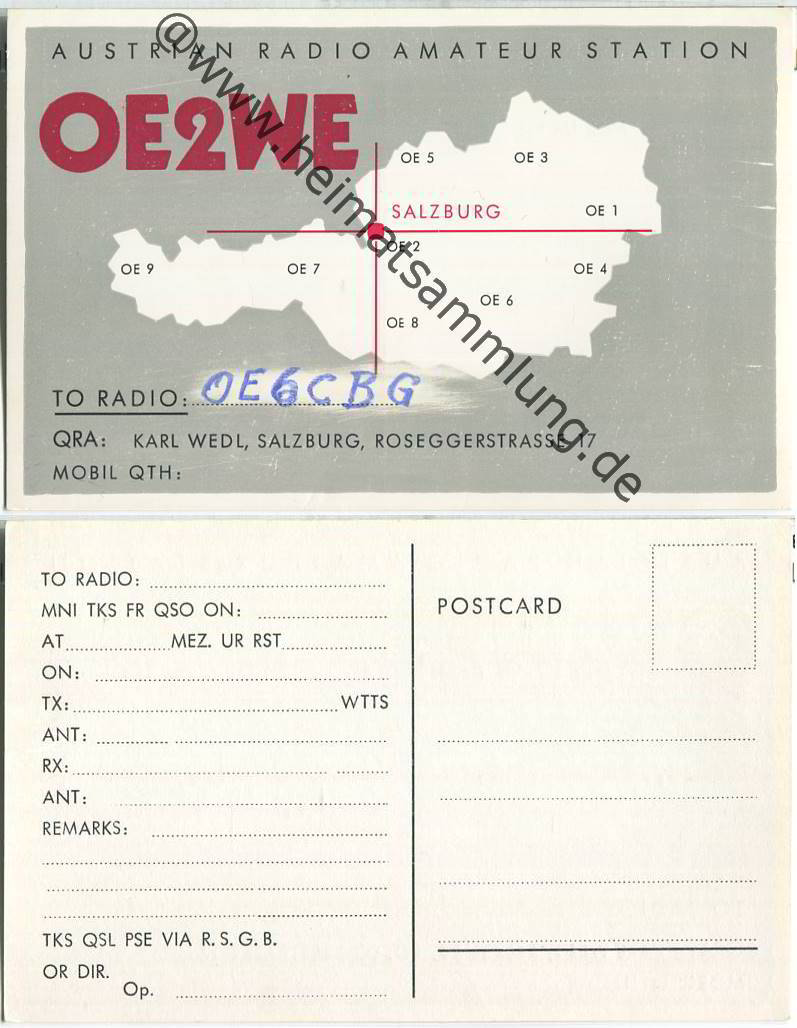 AUSTRIAN RADIO AMATEUR STATION
OE2WE
OE 5 OE 3
SALZBURG OE 1
OE 2
OE 9 OE 7 OE 4
OE 6
OE 8
TO RADIO: OE6CBG
QRA: KARL WEDL, SALZBURG, ROSEGGERSTRASSE 17
MOBIL QTH:
@www.heimatsammlung.de
TO RADIO:
MNI TKS FR QSO ON:
AT MEZ. UR RST
ON:
TX: WTTS
ANT:
RX:
ANT:
REMARKS:
TKS QSL PSE VIA R.S.G.B.
OR DIR.
Op.
POSTCARD